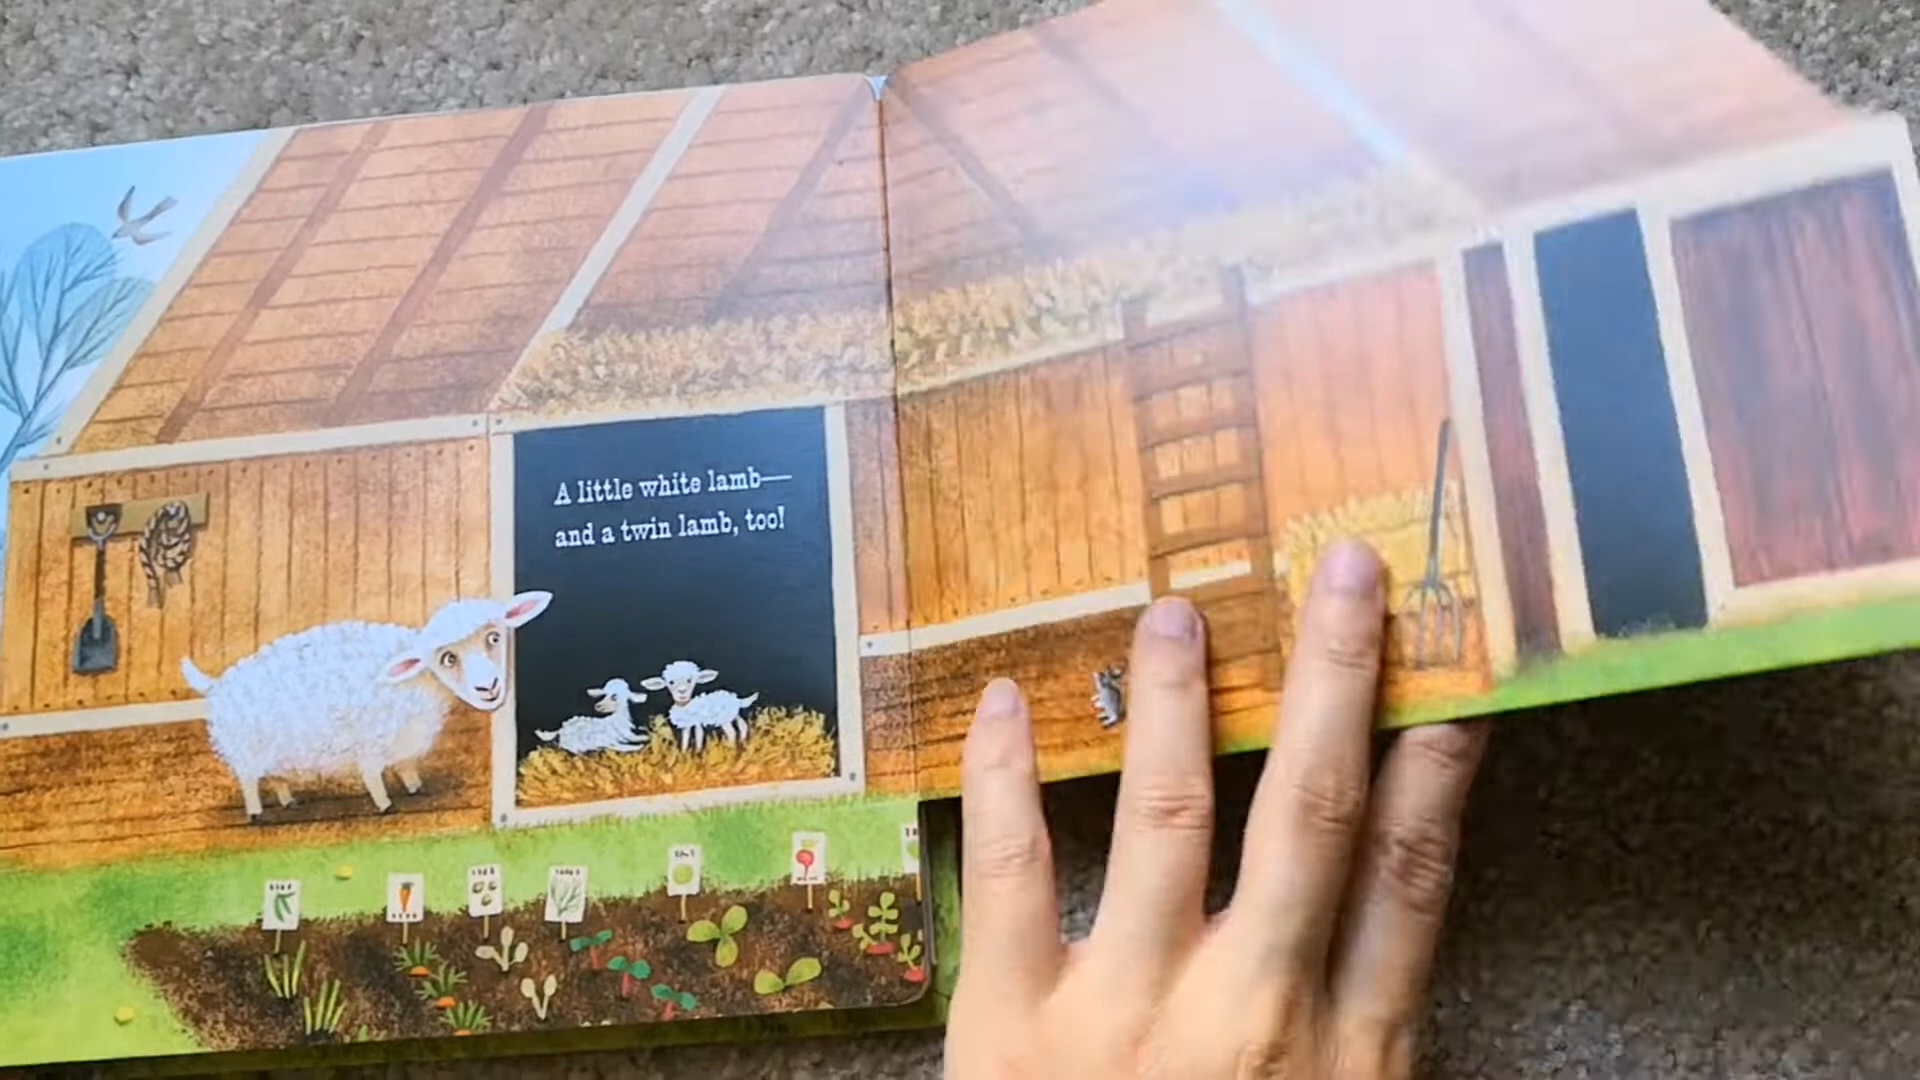 A little white lamb—
and a twin lamb, too!